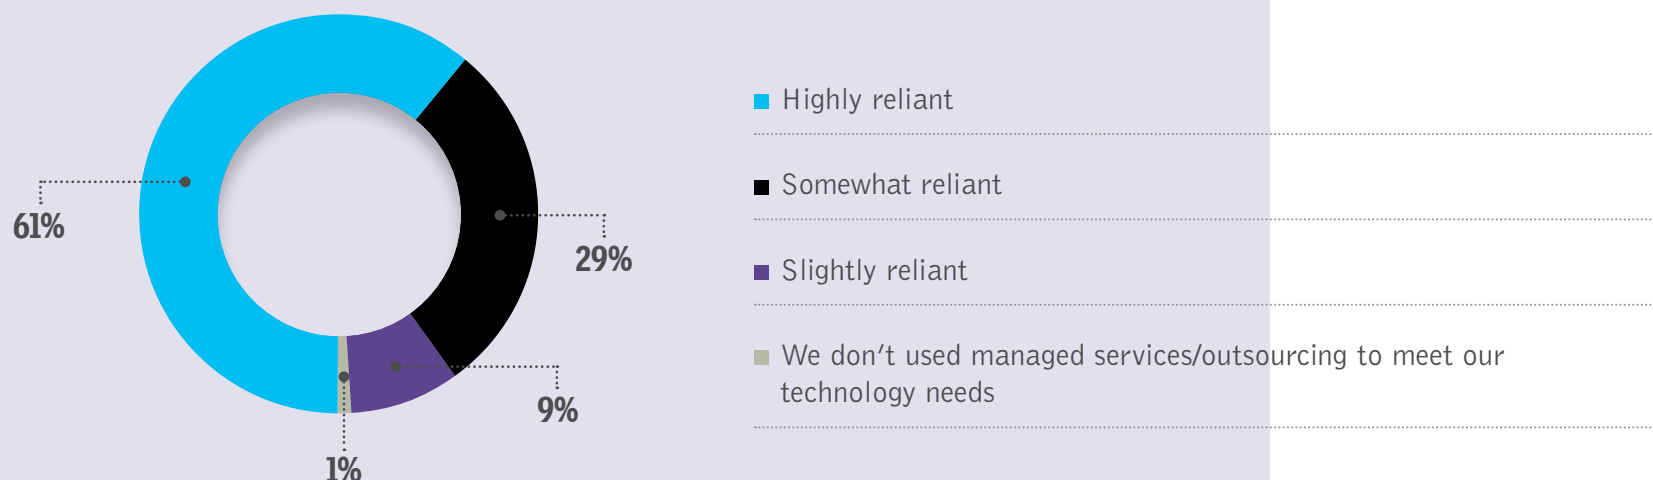 61%
29%
9%
1%
Highly reliant
Somewhat reliant
Slightly reliant
We don’t used managed services/outsourcing to meet our
technology needs